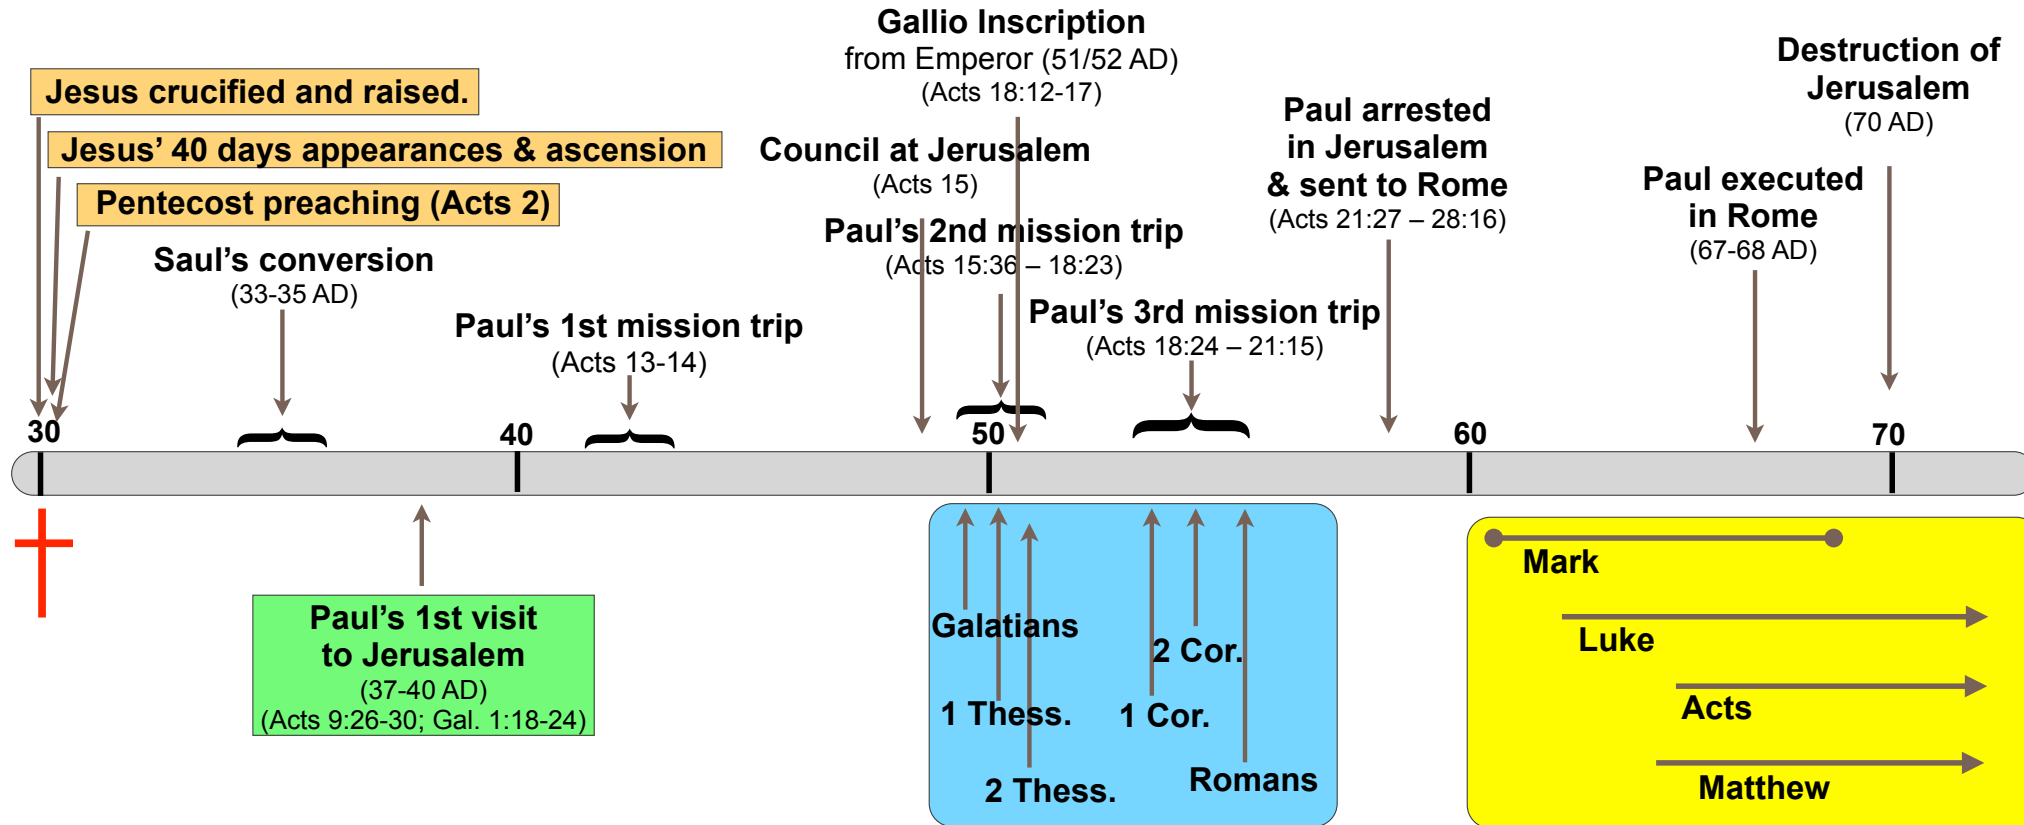 Jesus crucified and raised.
Jesus’ 40 days appearances & ascension
Pentecost preaching (Acts 2)
Saul’s conversion
(33-35 AD)
Paul’s 1st mission trip
(Acts 13-14)
Gallio Inscription
from Emperor (51/52 AD)
(Acts 18:12-17)
Council at Jerusalem
(Acts 15)
Paul’s 2nd mission trip
(Acts 15:36 – 18:23)
Paul’s 3rd mission trip
(Acts 18:24 – 21:15)
Paul arrested
in Jerusalem
& sent to Rome
(Acts 21:27 – 28:16)
Paul executed
in Rome
(67-68 AD)
Destruction of
Jerusalem
(70 AD)
30
40
50
60
70
Paul’s 1st visit
to Jerusalem
(37-40 AD)
(Acts 9:26-30; Gal. 1:18-24)
Galatians
1 Thess.
2 Thess.
1 Cor.
2 Cor.
Romans
Mark
Luke
Acts
Matthew